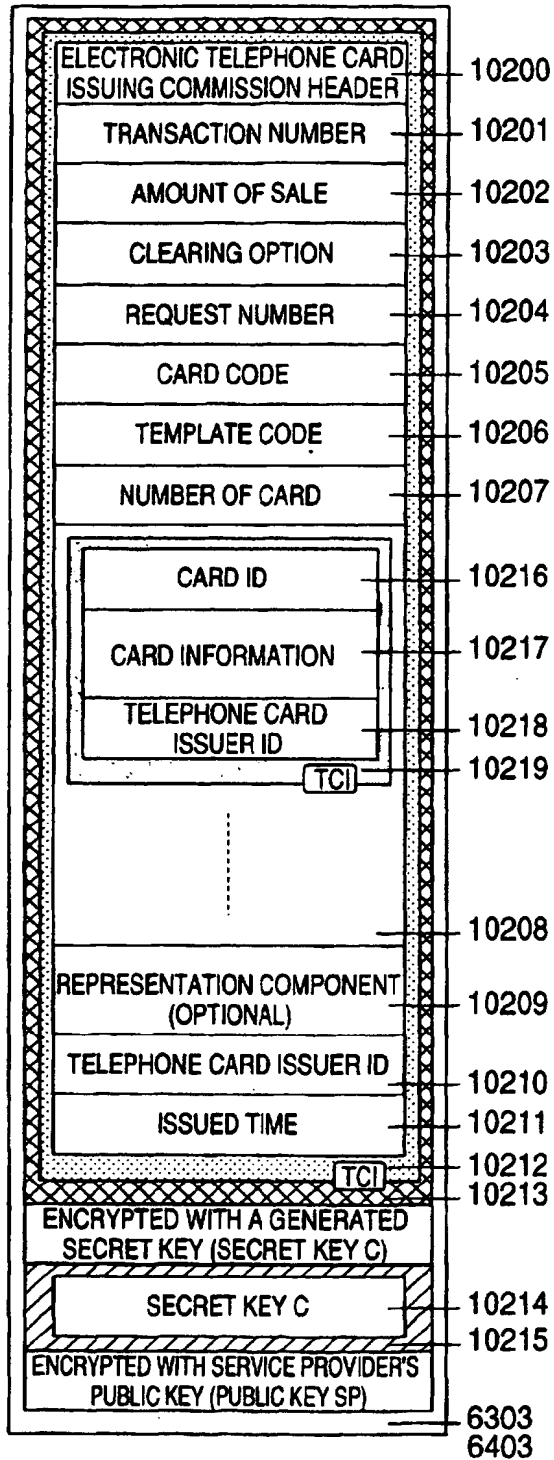 ELECTRONIC TELEPHONE CARD
ISSUING COMMISSION HEADER
10200
TRANSACTION NUMBER
10201
AMOUNT OF SALE
10202
CLEARING OPTION
10203
REQUEST NUMBER
10204
CARD CODE
10205
TEMPLATE CODE
10206
NUMBER OF CARD
10207
CARD ID
10216
CARD INFORMATION
10217
TELEPHONE CARD
ISSUER ID
10218
TCI
10219
10208
REPRESENTATION COMPONENT
(OPTIONAL)
10209
TELEPHONE CARD ISSUER ID
10210
ISSUED TIME
10211
TCI
10212
10213
ENCRYPTED WITH A GENERATED
SECRET KEY (SECRET KEY C)
SECRET KEY C
10214
10215
ENCRYPTED WITH SERVICE PROVIDER'S
PUBLIC KEY (PUBLIC KEY SP)
6303
6403